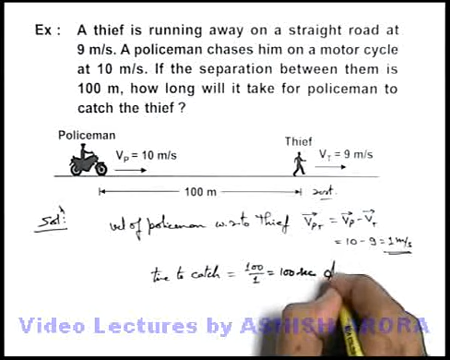 Ex : A thief is running away on a straight road at
9 m/s. A policeman chases him on a motor cycle
at 10 m/s. If the separation between them is
100 m, how long will it take for policeman to
catch the thief ?
Policeman
Thief
V_P = 10 m/s
V_T = 9 m/s
100 m
rest.
Sol:
vel of policeman w.r.to Thief V_PT = V_P - V_T
= 10 - 9 = 1 m/s
time to catch = 100/1 = 100 sec
Video Lectures by ASHISH ARORA